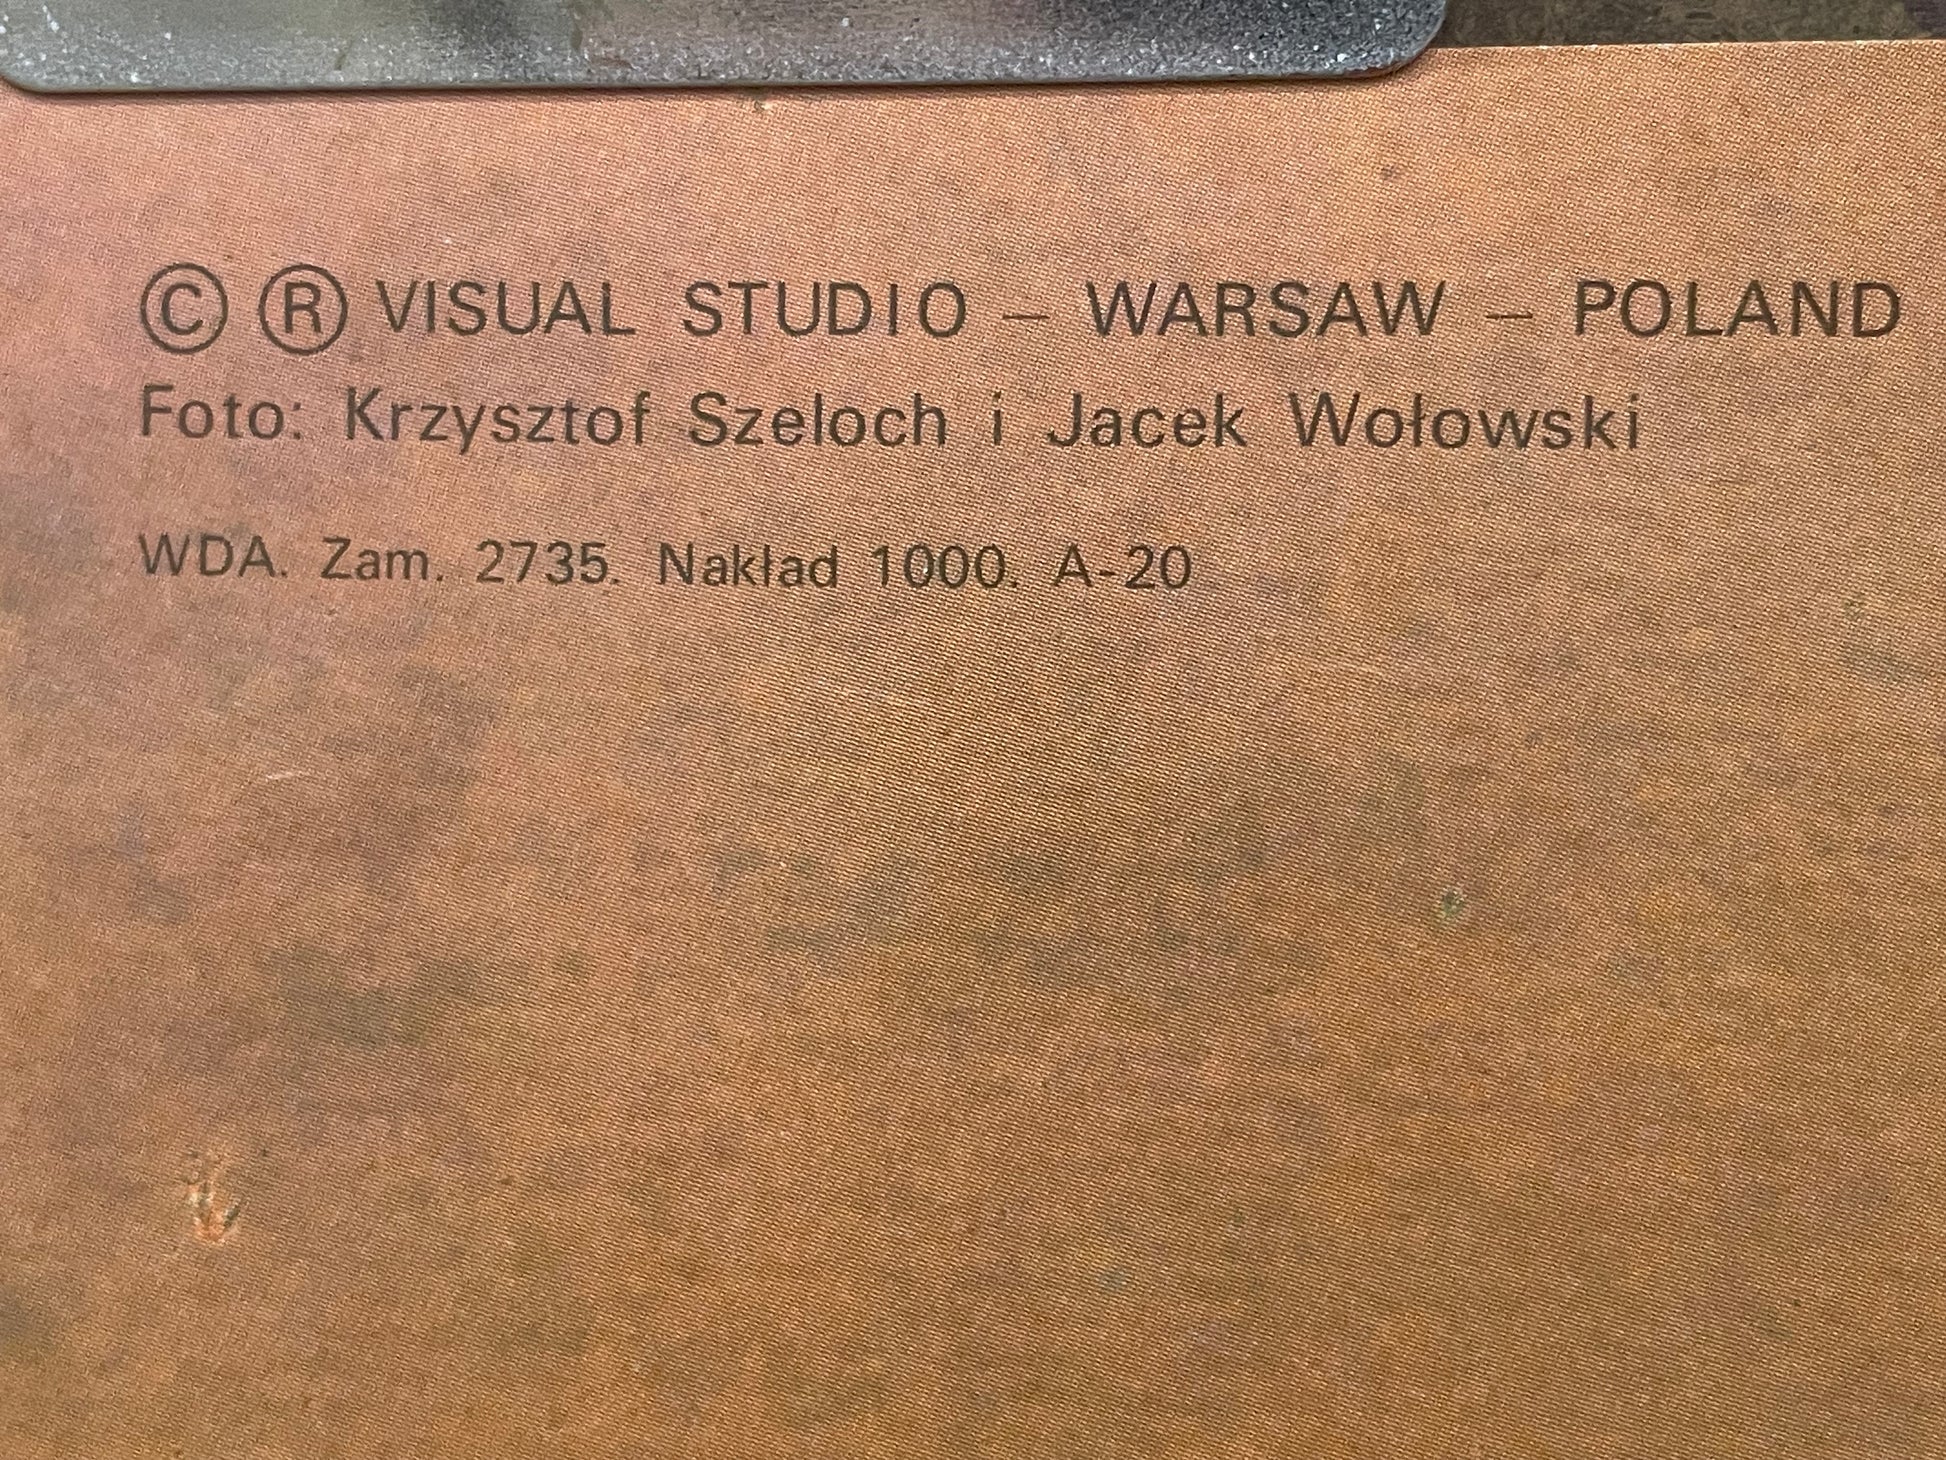 © ® VISUAL STUDIO – WARSAW – POLAND
Foto: Krzysztof Szeloch i Jacek Wołowski
WDA. Zam. 2735. Nakład 1000. A-20